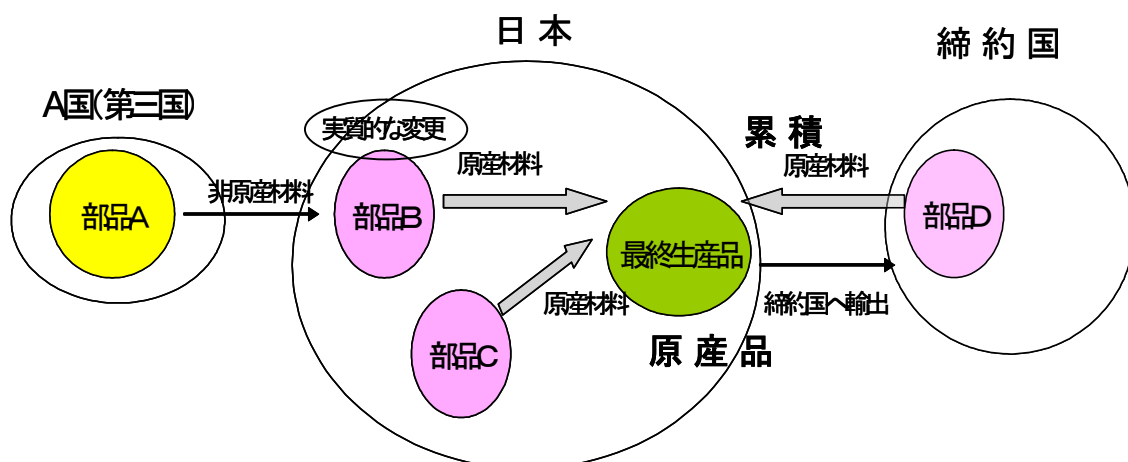 日 本
締 約 国
A国(第三国)
実質的な変更
累積
原産材料
原産材料
非原産材料
部品A
部品B
部品D
最終生産品
原産材料
締約国へ輸出
部品C
原 産 品